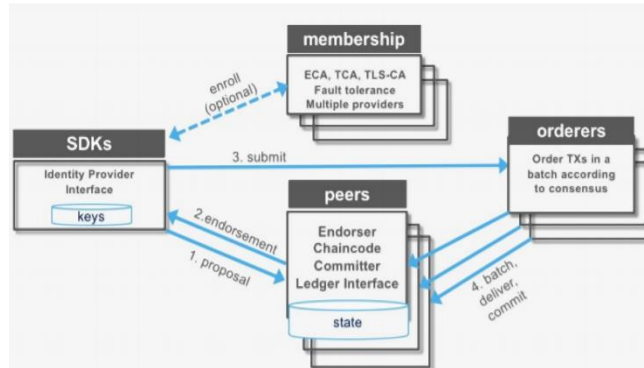 membership
ECA, TCA, TLS-CA
Fault tolerance
Multiple providers
enroll
(optional)
SDKs
Identity Provider
Interface
keys
3. submit
orderers
Order TXs in a
batch according
to consensus
peers
Endorser
Chaincode
Committer
Ledger Interface
state
2.endorsement
1. proposal
4. batch,
deliver,
commit